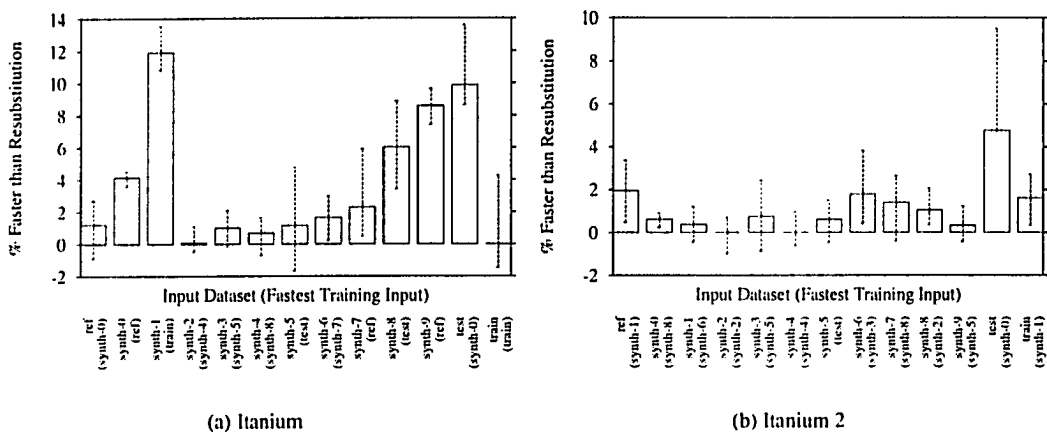 14
12
10
8
6
4
2
0
-2
% Faster than Resubstitution
Input Dataset (Fastest Training Input)
ref
(synth-0)
synth-0
(ref)
synth-1
(train)
synth-2
(synth-4)
synth-3
(synth-5)
synth-4
(synth-8)
synth-5
(test)
synth-6
(synth-7)
synth-7
(ref)
synth-8
(test)
synth-9
(ref)
test
(synth-0)
train
(train)
(a) Itanium
10
8
6
4
2
0
-2
% Faster than Resubstitution
Input Dataset (Fastest Training Input)
ref
(synth-1)
synth-0
(synth-8)
synth-1
(synth-6)
synth-2
(synth-2)
synth-3
(synth-5)
synth-4
(synth-4)
synth-5
(test)
synth-6
(synth-3)
synth-7
(synth-8)
synth-8
(synth-2)
synth-9
(synth-5)
test
(synth-0)
train
(synth-1)
(b) Itanium 2